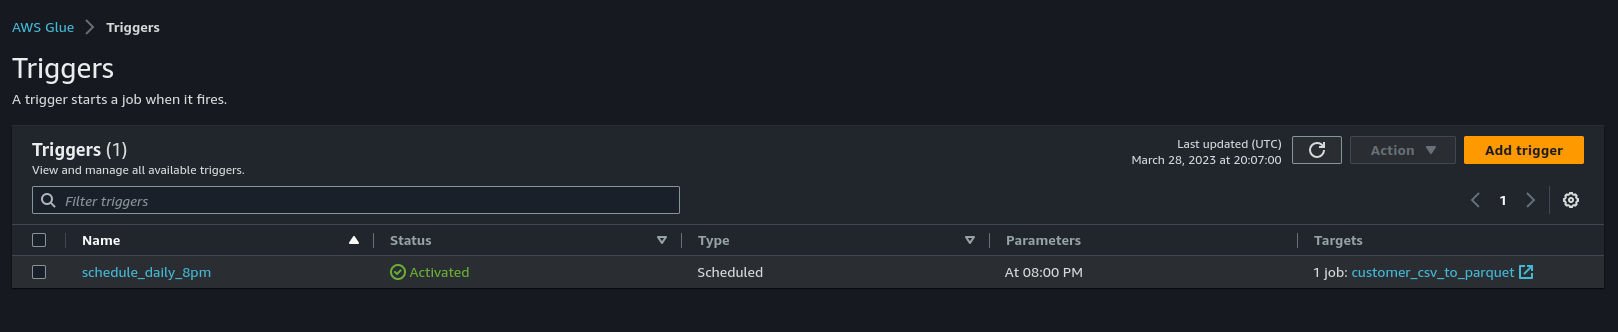 AWS Glue > Triggers
Triggers
A trigger starts a job when it fires.
Triggers (1)
View and manage all available triggers.
Last updated (UTC)
March 28, 2023 at 20:07:00
Action
Add trigger
Filter triggers
1
Name Status Type Parameters Targets
schedule_daily_8pm Activated Scheduled At 08:00 PM 1 job: customer_csv_to_parquet